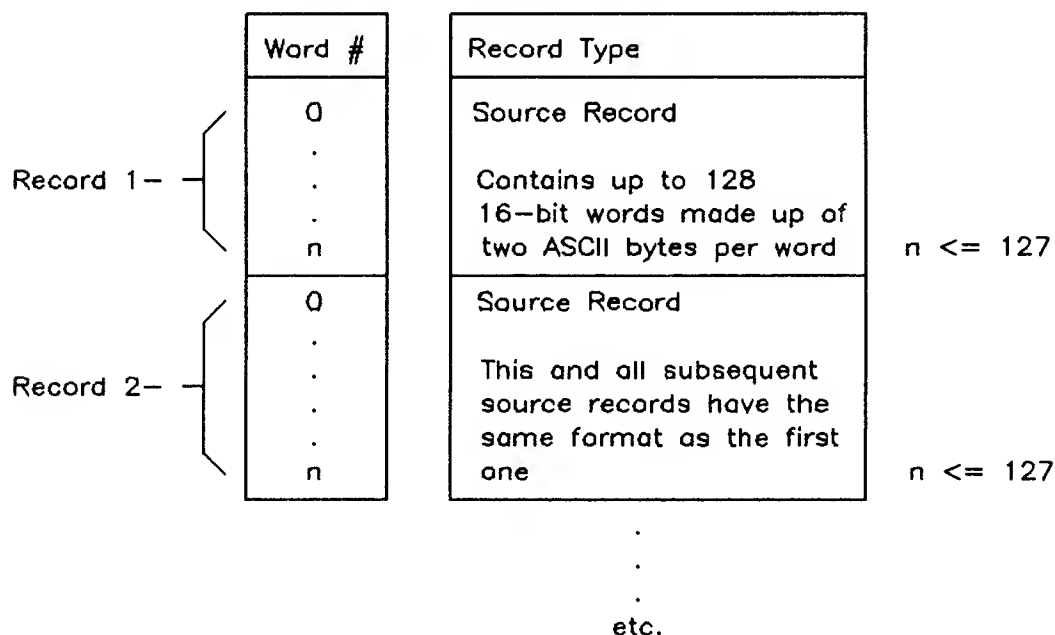 Word #
Record Type
Record 1–
0
.
.
.
n
Source Record
Contains up to 128
16–bit words made up of
two ASCII bytes per word
n <= 127
Record 2–
0
.
.
.
.
n
Source Record
This and all subsequent
source records have the
same format as the first
one
n <= 127
.
.
.
etc.